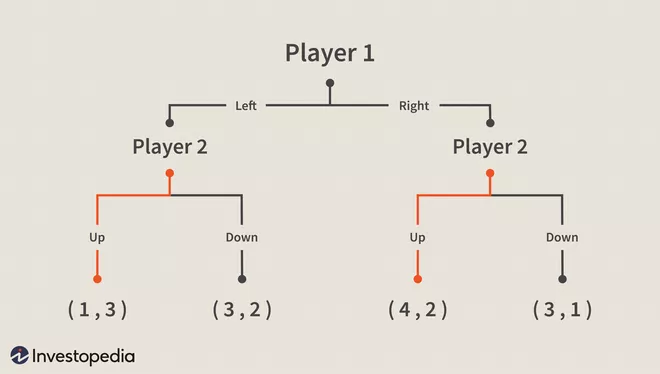 Player 1
Left Right
Player 2 Player 2
Up Down Up Down
(1,3) (3,2) (4,2) (3,1)
Investopedia